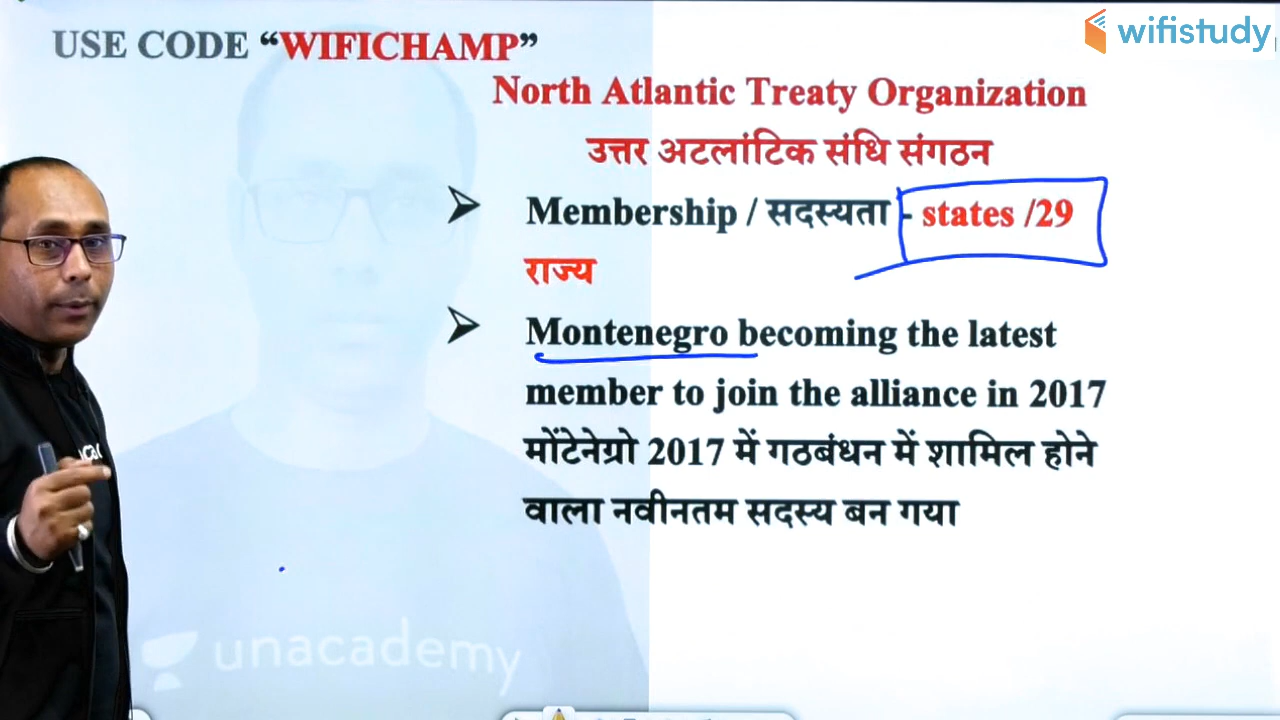 USE CODE “WIFICHAMP”
wifistudy
North Atlantic Treaty Organization
उत्तर अटलांटिक संधि संगठन
Membership / सदस्यता - states /29
राज्य
Montenegro becoming the latest
member to join the alliance in 2017
मोंटेनेग्रो 2017 में गठबंधन में शामिल होने
वाला नवीनतम सदस्य बन गया
unacademy